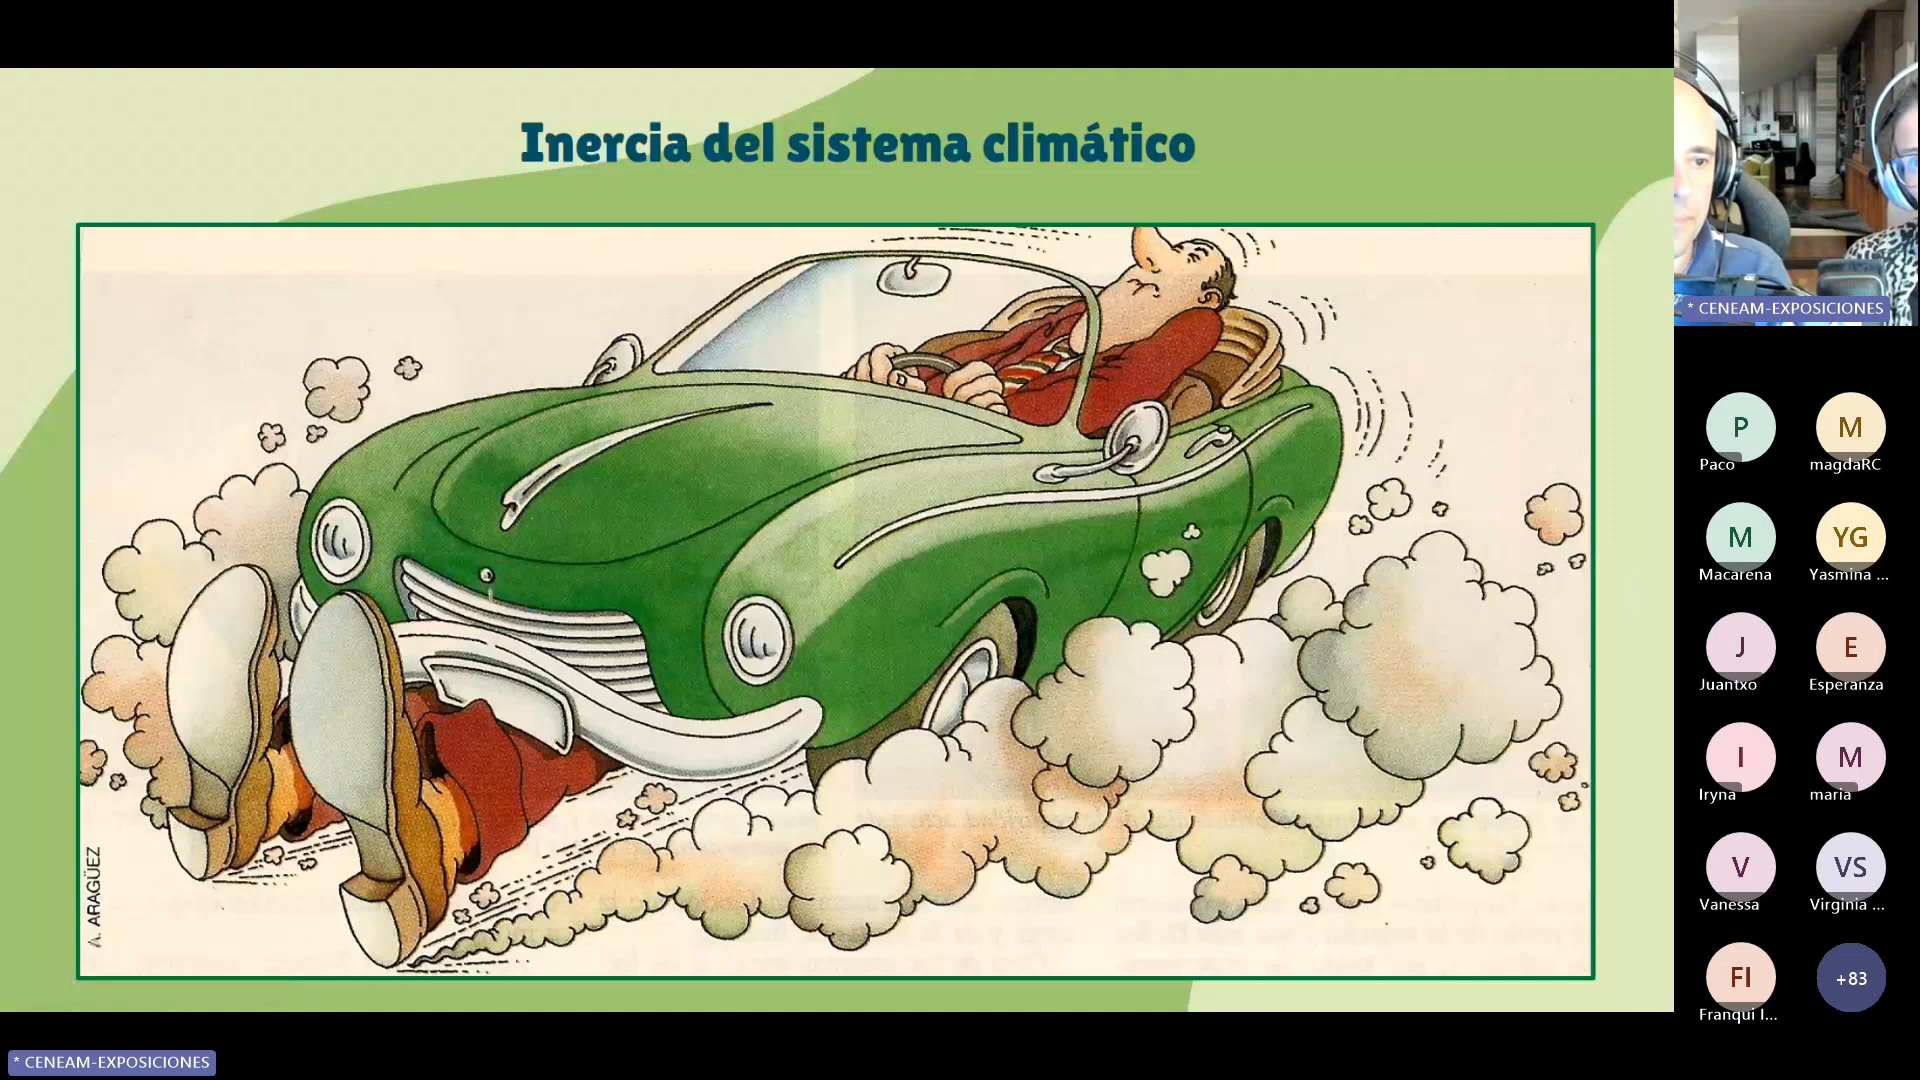 Inercia del sistema climático
A. ARAGÜEZ
* CENEAM-EXPOSICIONES
P
Paco
M
magdaRC
M
Macarena
YG
Yasmina ...
J
Juantxo
E
Esperanza
I
Iryna
M
maria
V
Vanessa
VS
Virginia ...
FI
Franqui I...
+83
* CENEAM-EXPOSICIONES